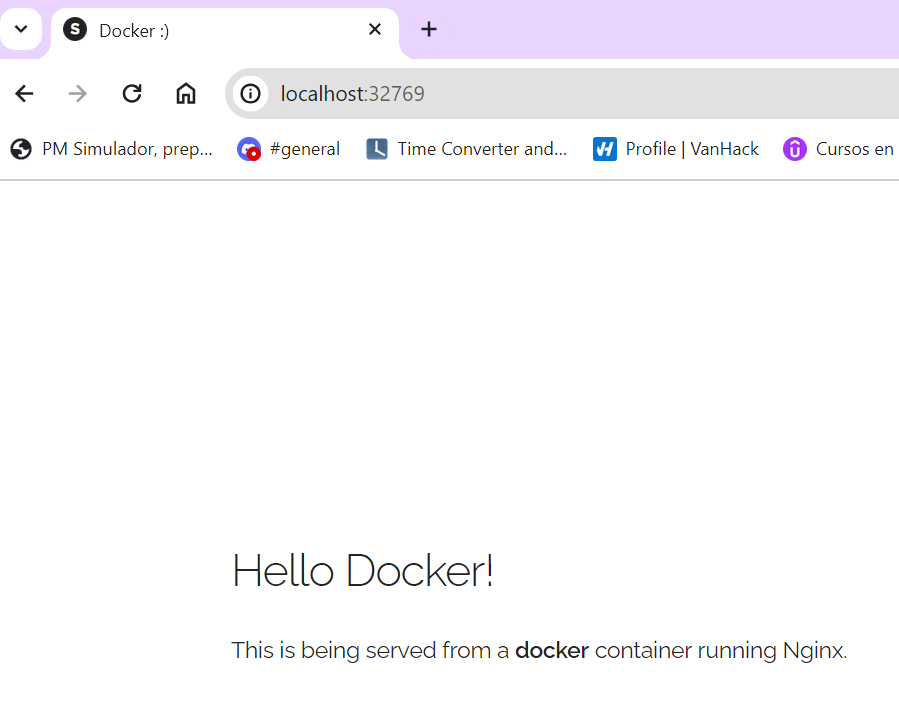 S Docker :)
localhost:32769
PM Simulador, prep... #general Time Converter and... Profile | VanHack Cursos en
Hello Docker!
This is being served from a docker container running Nginx.